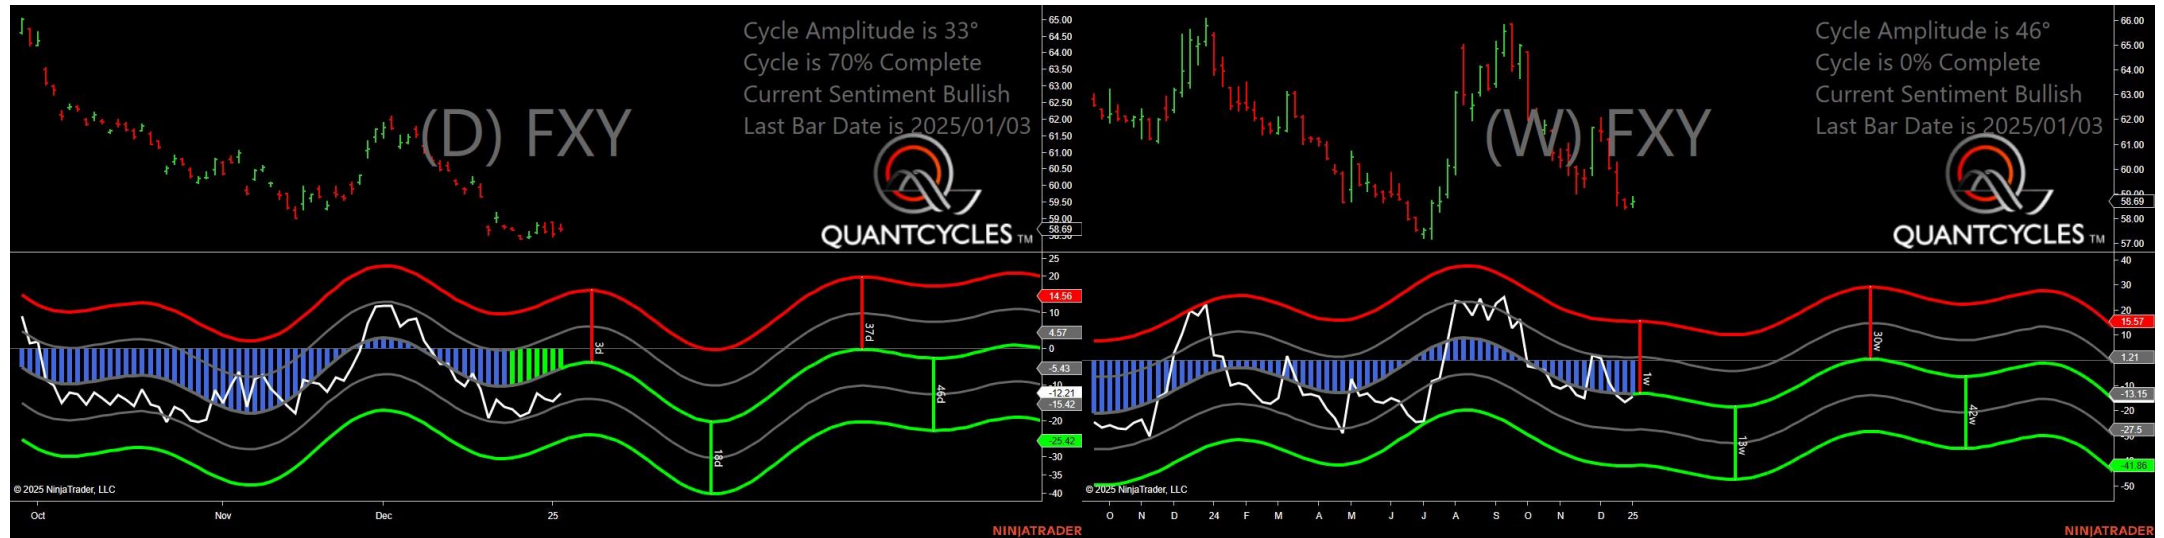 Cycle Amplitude is 33°
Cycle is 70% Complete
Current Sentiment Bullish
Last Bar Date is 2025/01/03
(D) FXY
QUANTCYCLES TM
65.00
64.50
64.00
63.50
63.00
62.50
62.00
61.50
61.00
60.50
60.00
59.50
59.00
58.69
25
20
14.56
10
4.57
0
-5.43
-10
-12.21
-15.42
-20
-25.42
-30
-35
-40
3d
18d
37d
46d
© 2025 NinjaTrader, LLC
Oct Nov Dec 25
NINJATRADER
Cycle Amplitude is 46°
Cycle is 0% Complete
Current Sentiment Bullish
Last Bar Date is 2025/01/03
(W) FXY
QUANTCYCLES TM
66.00
65.00
64.00
63.00
62.00
61.00
60.00
59.00
58.69
58.00
57.00
40
30
20
15.57
10
1.21
-10
-13.15
-20
-27.5
-30
-41.86
-50
1w
13w
30w
42w
© 2025 NinjaTrader, LLC
O N D 24 F M A M J J A S O N D 25
NINJATRADER